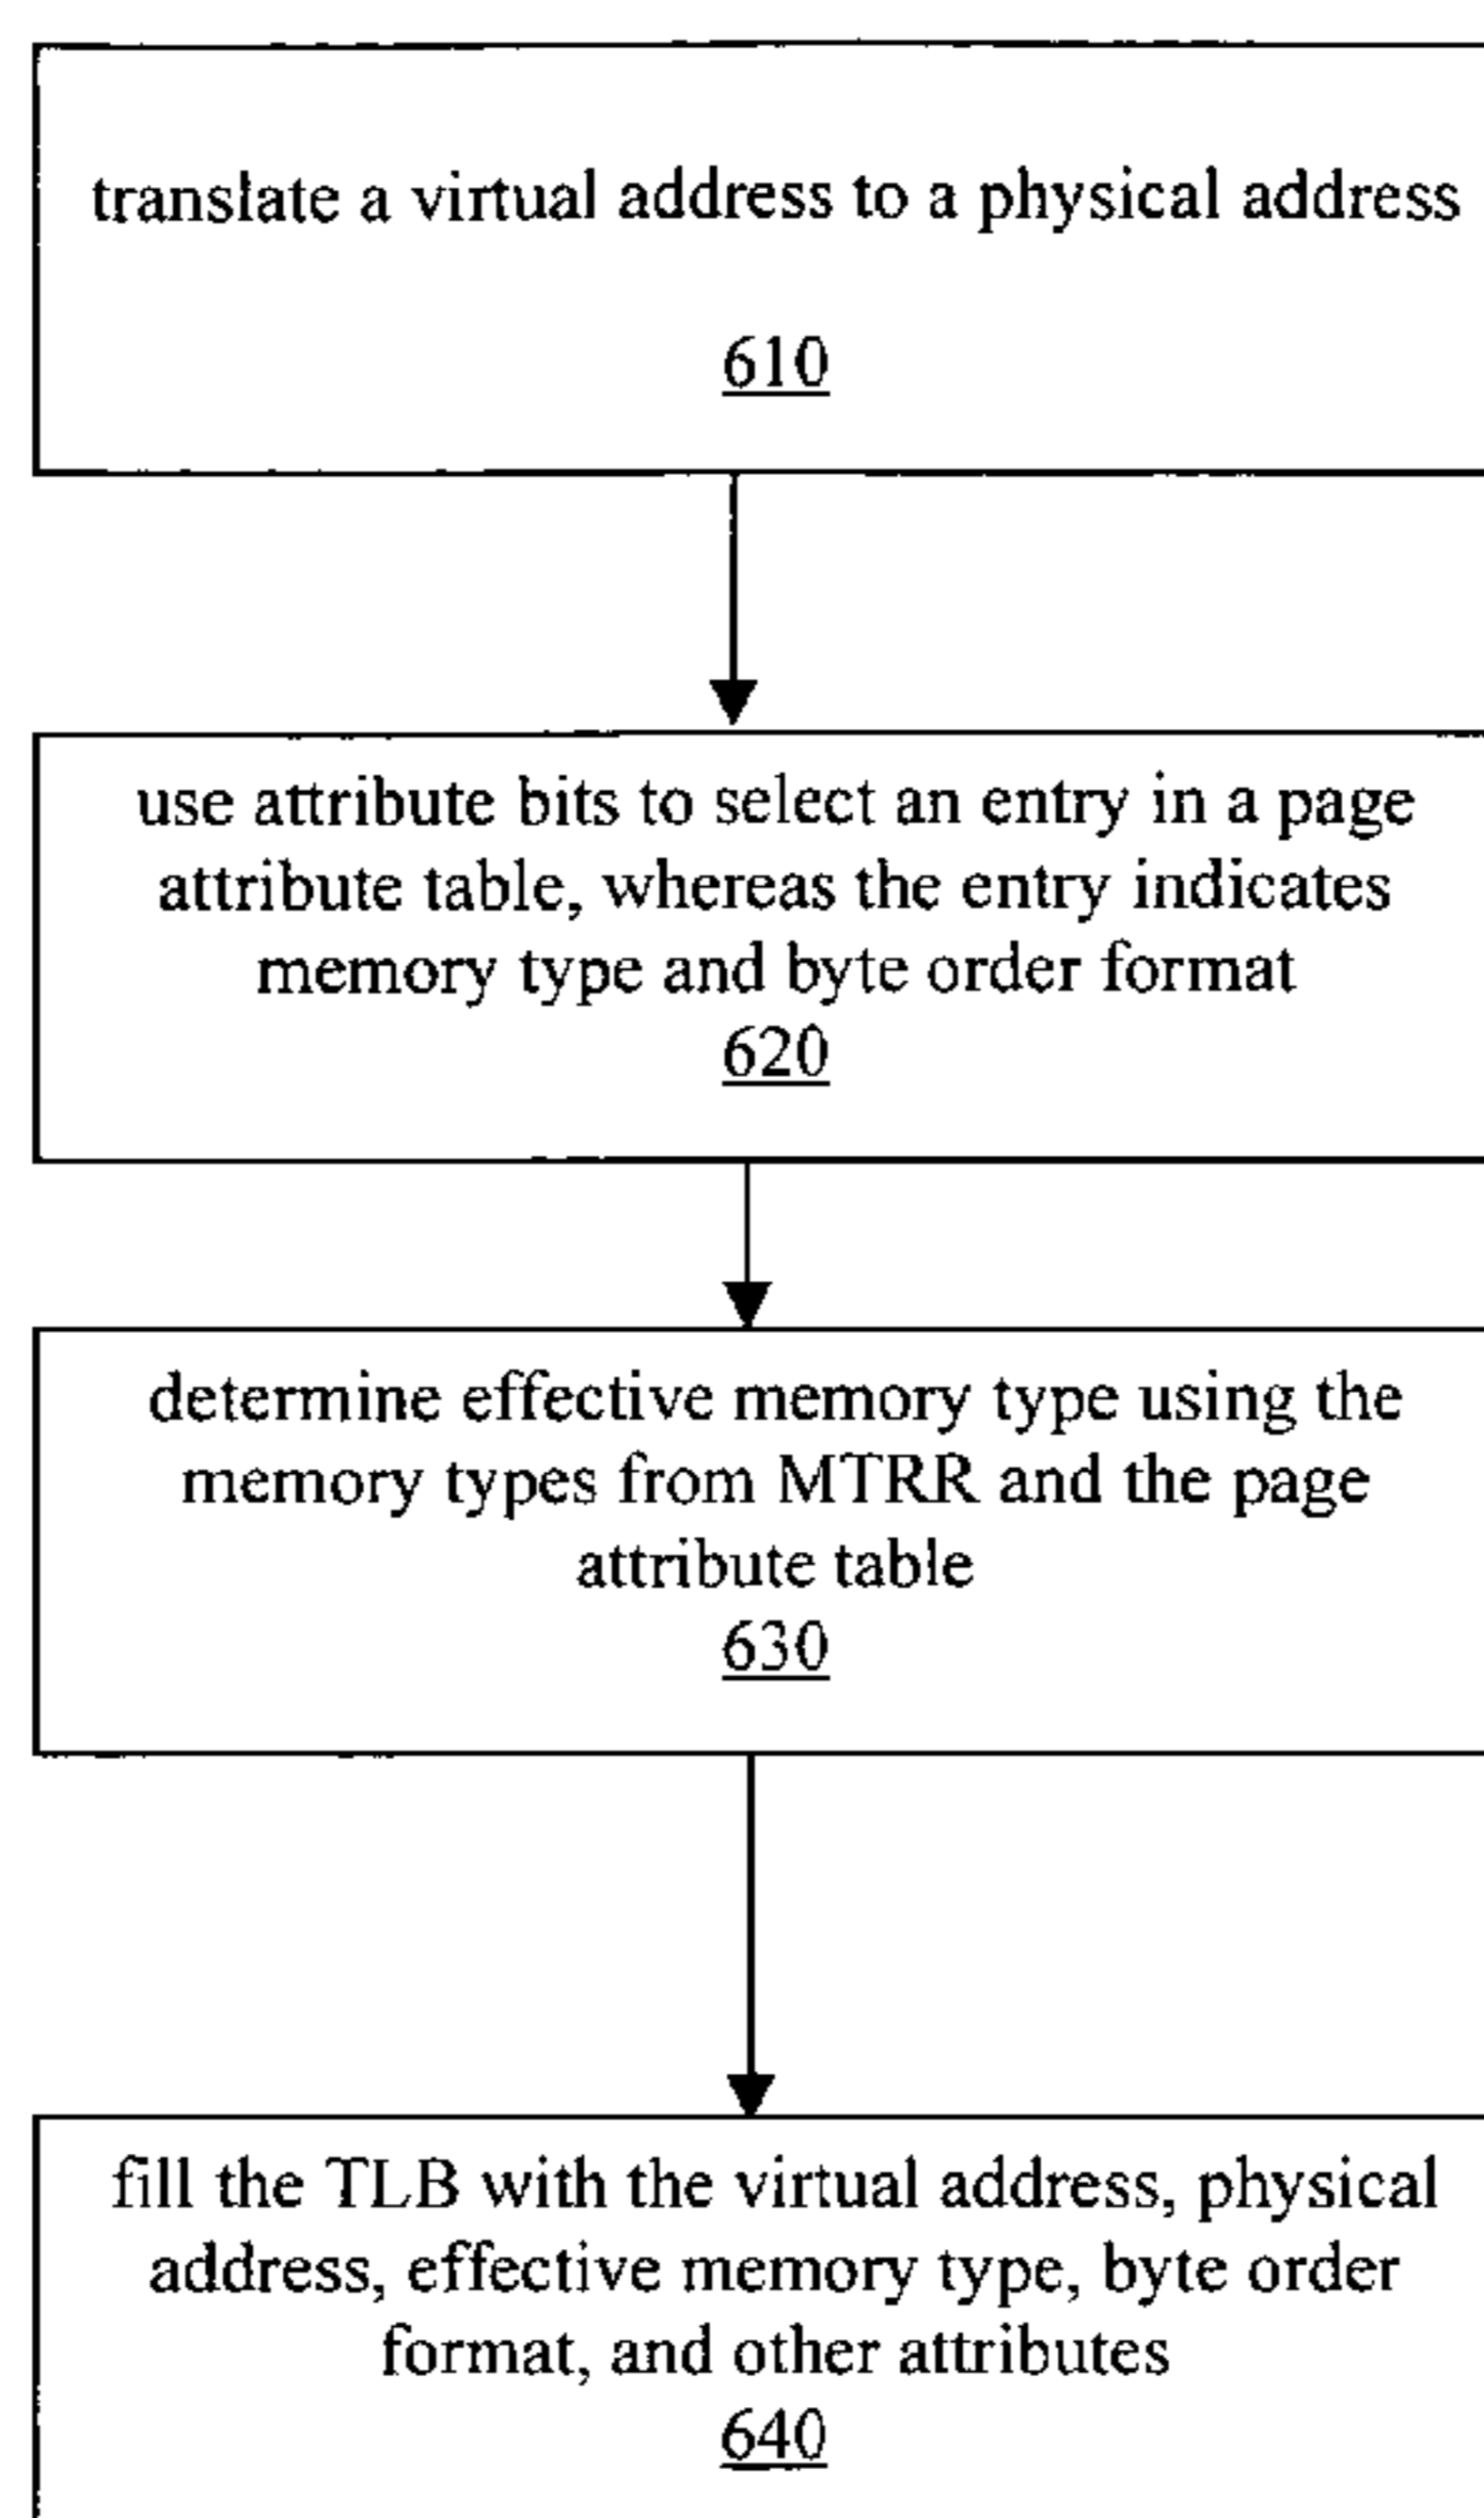 translate a virtual address to a physical address
610
use attribute bits to select an entry in a page
attribute table, whereas the entry indicates
memory type and byte order format
620
determine effective memory type using the
memory types from MTRR and the page
attribute table
630
fill the TLB with the virtual address, physical
address, effective memory type, byte order
format, and other attributes
640